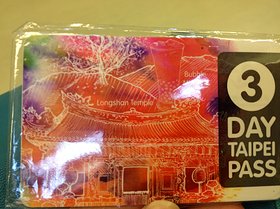 Bubble
Longshan Temple
3
DAY
TAIPEI
PASS